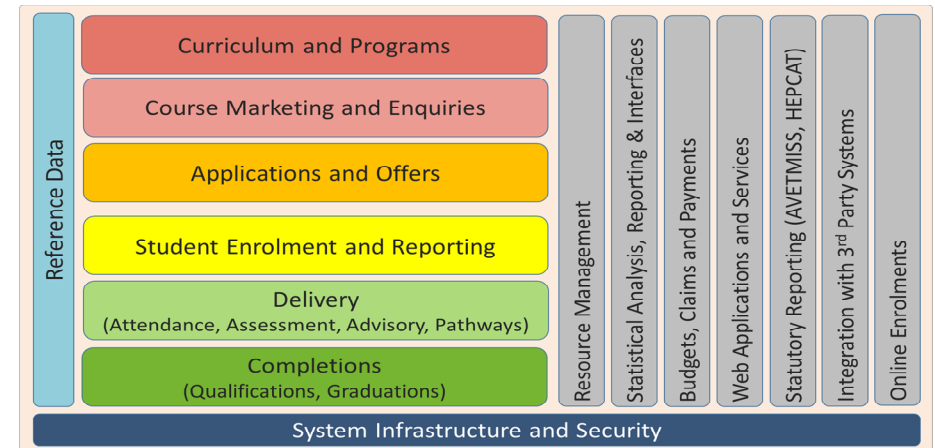 Reference Data
Curriculum and Programs
Course Marketing and Enquiries
Applications and Offers
Student Enrolment and Reporting
Delivery
(Attendance, Assessment, Advisory, Pathways)
Completions
(Qualifications, Graduations)
Resource Management
Statistical Analysis, Reporting & Interfaces
Budgets, Claims and Payments
Web Applications and Services
Statutory Reporting (AVETMISS, HEPCAT)
Integration with 3rd Party Systems
Online Enrolments
System Infrastructure and Security